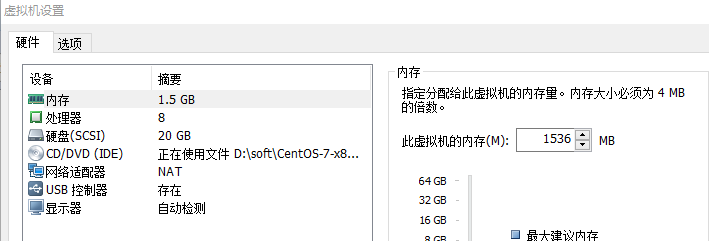 虚拟机设置
硬件 选项
设备 摘要
内存 1.5 GB
处理器 8
硬盘(SCSI) 20 GB
CD/DVD (IDE) 正在使用文件 D:\soft\CentOS-7-x8...
网络适配器 NAT
USB 控制器 存在
显示器 自动检测
内存
指定分配给此虚拟机的内存量。内存大小必须为 4 MB
的倍数。
此虚拟机的内存(M): 1536 MB
64 GB
32 GB
16 GB
8 GB
最大建议内存